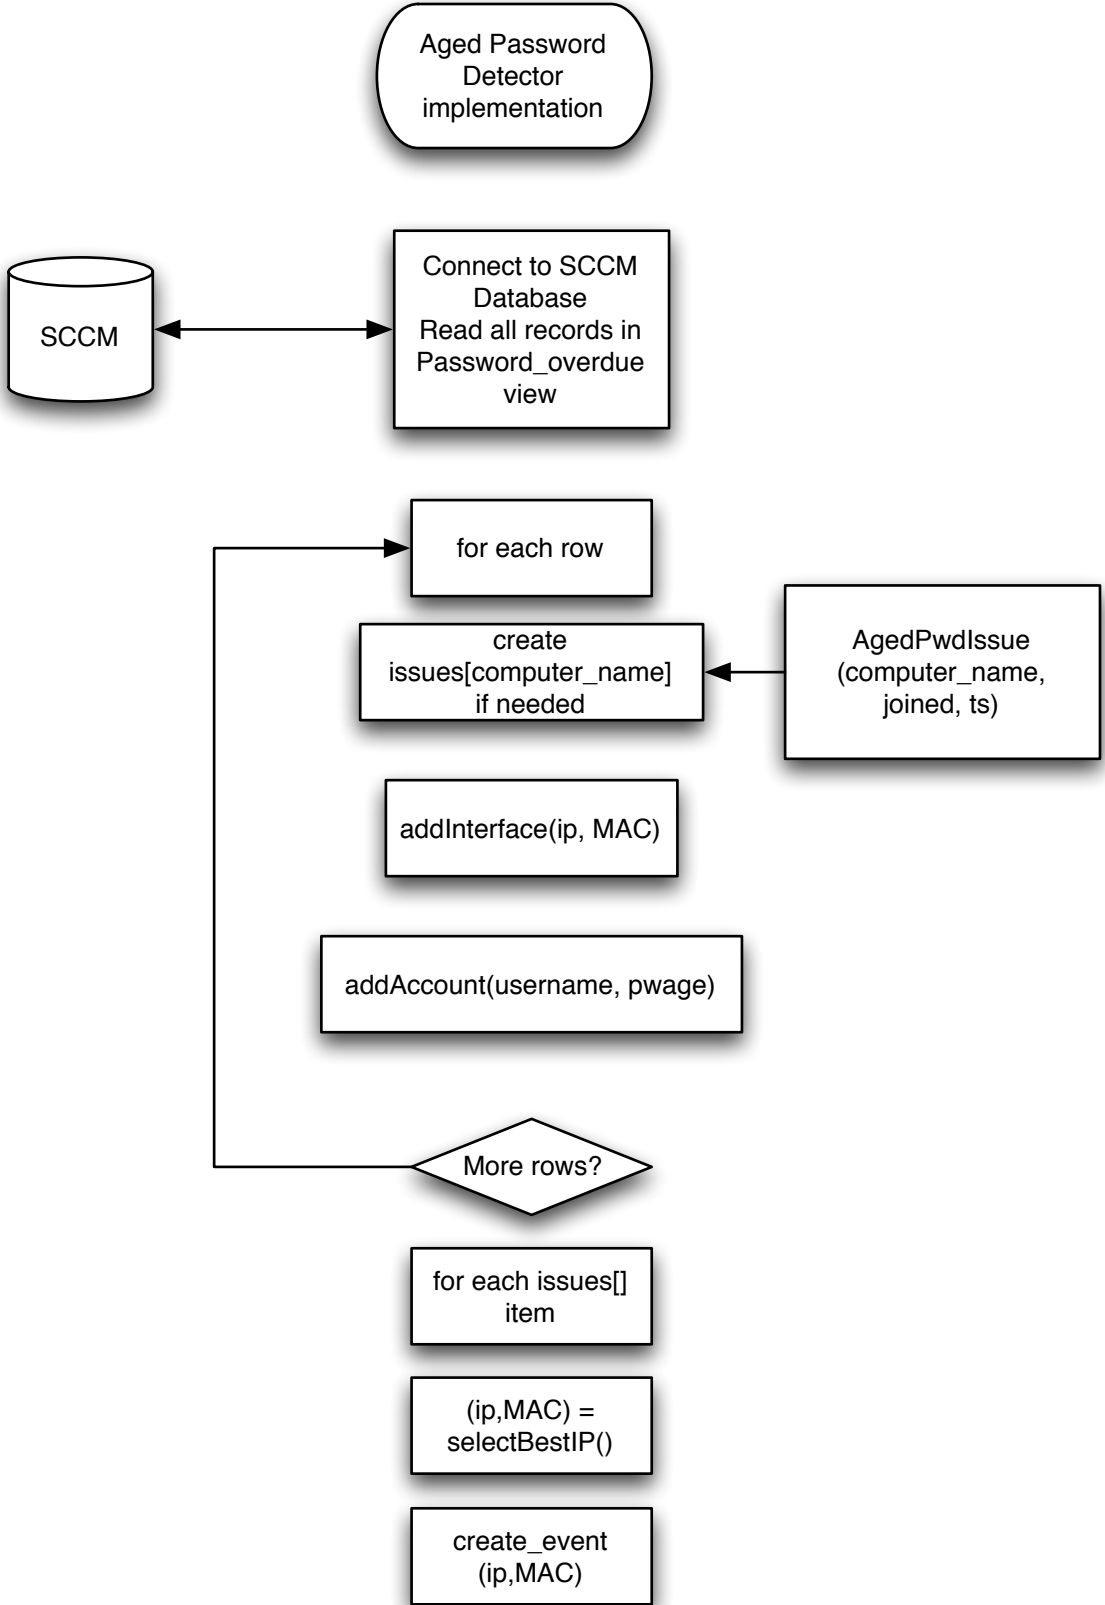 Aged Password
Detector
implementation
SCCM
Connect to SCCM
Database
Read all records in
Password_overdue
view
for each row
create
issues[computer_name]
if needed
AgedPwdIssue
(computer_name,
joined, ts)
addInterface(ip, MAC)
addAccount(username, pwage)
More rows?
for each issues[]
item
(ip,MAC) =
selectBestIP()
create_event
(ip,MAC)